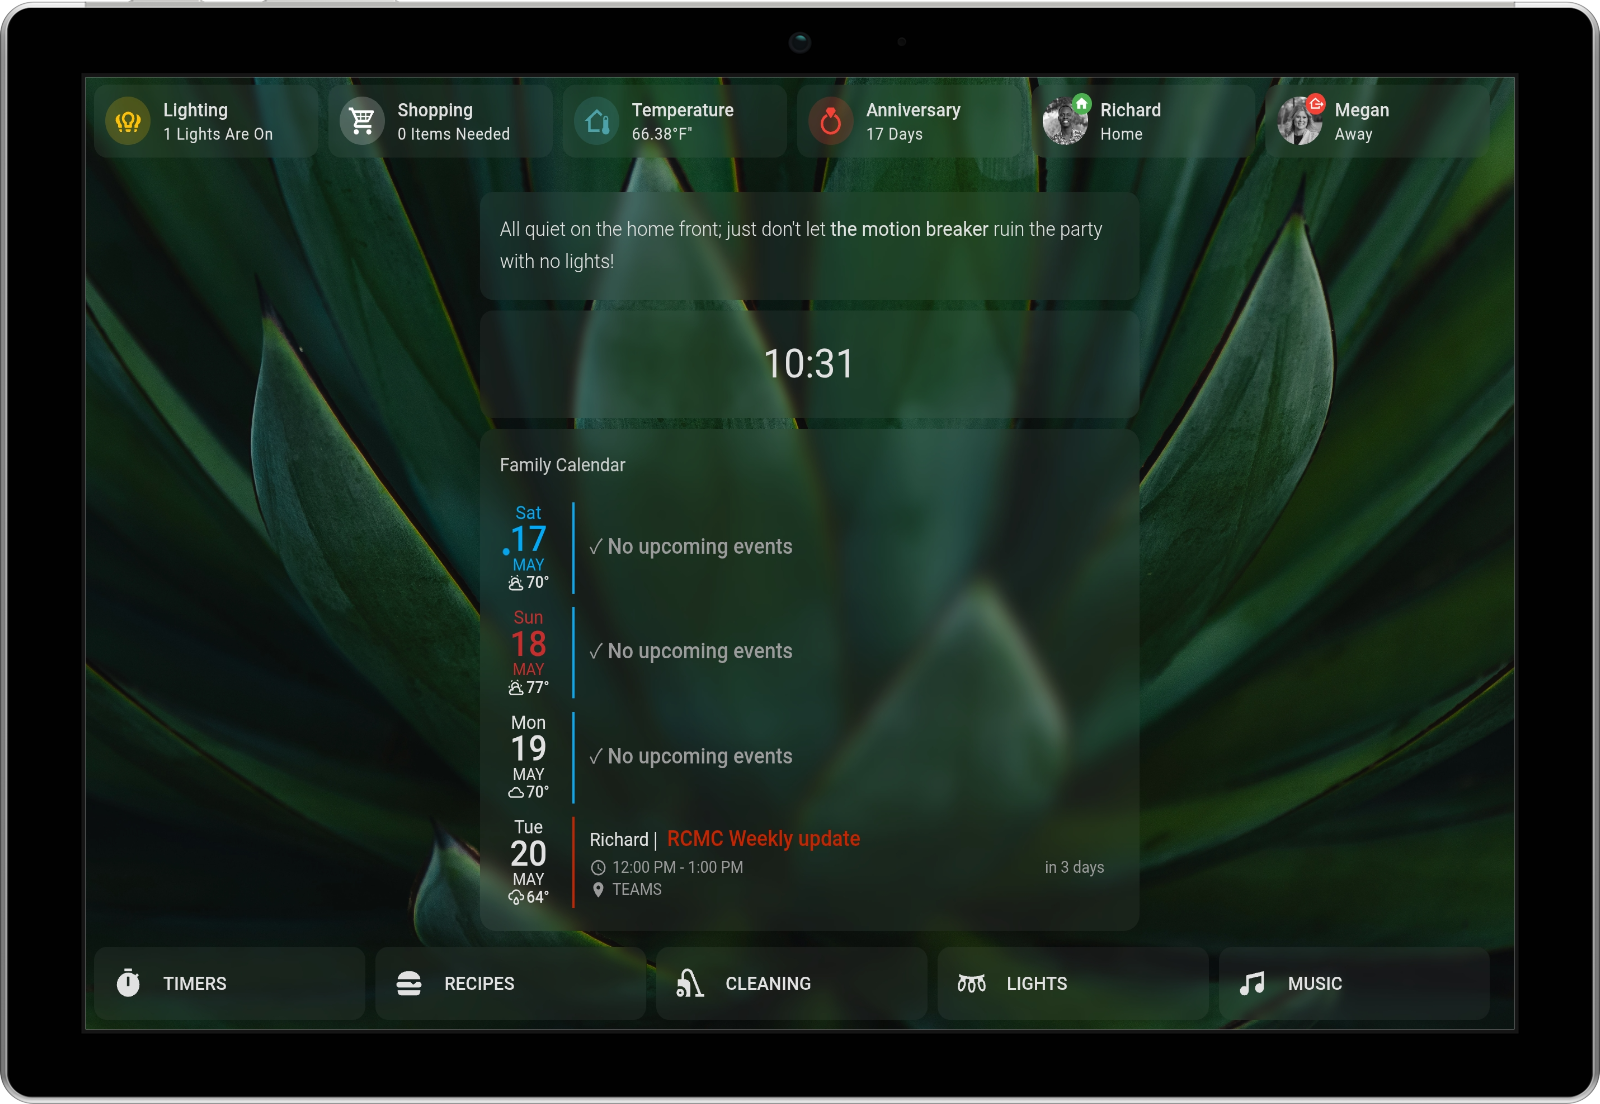 Lighting
1 Lights Are On
Shopping
0 Items Needed
Temperature
66.38°F"
Anniversary
17 Days
Richard
Home
Megan
Away
All quiet on the home front; just don't let the motion breaker ruin the party
with no lights!
10:31
Family Calendar
Sat
17
MAY
70°
✓ No upcoming events
Sun
18
MAY
77°
✓ No upcoming events
Mon
19
MAY
70°
✓ No upcoming events
Tue
20
MAY
64°
Richard | RCMC Weekly update
12:00 PM - 1:00 PM
in 3 days
TEAMS
TIMERS
RECIPES
CLEANING
LIGHTS
MUSIC